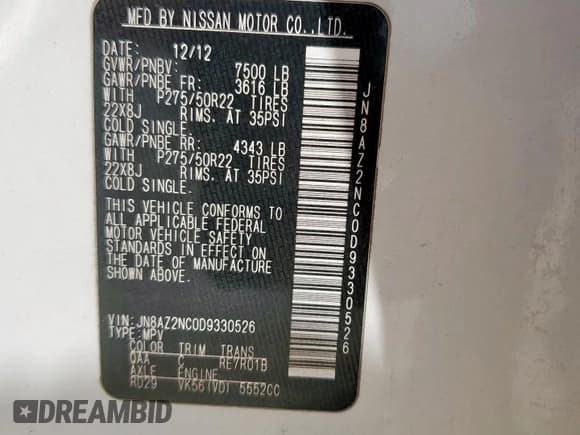 MFD BY NISSAN MOTOR CO.,LTD.
DATE: 12/12
GVWR/PNBV: 7500 LB
GAWR/PNBE FR: 3616 LB
WITH P275/50R22 TIRES
22X8J RIMS. AT 35PSI
COLD SINGLE.
GAWR/PNBE RR: 4343 LB
WITH P275/50R22 TIRES
22X8J RIMS. AT 35PSI
COLD SINGLE.
THIS VEHICLE CONFORMS TO
ALL APPLICABLE FEDERAL
MOTOR VEHICLE SAFETY
STANDARDS IN EFFECT ON
THE DATE OF MANUFACTURE
SHOWN ABOVE.
VIN: JN8AZ2NC0D9330526
TYPE: MPV
COLOR TRIM TRANS
QAA C RE7R01B
AXLE ENGINE
RD29 VK56(VD) 5552CC
JN8AZ2NC0D9330526
DREAMBID